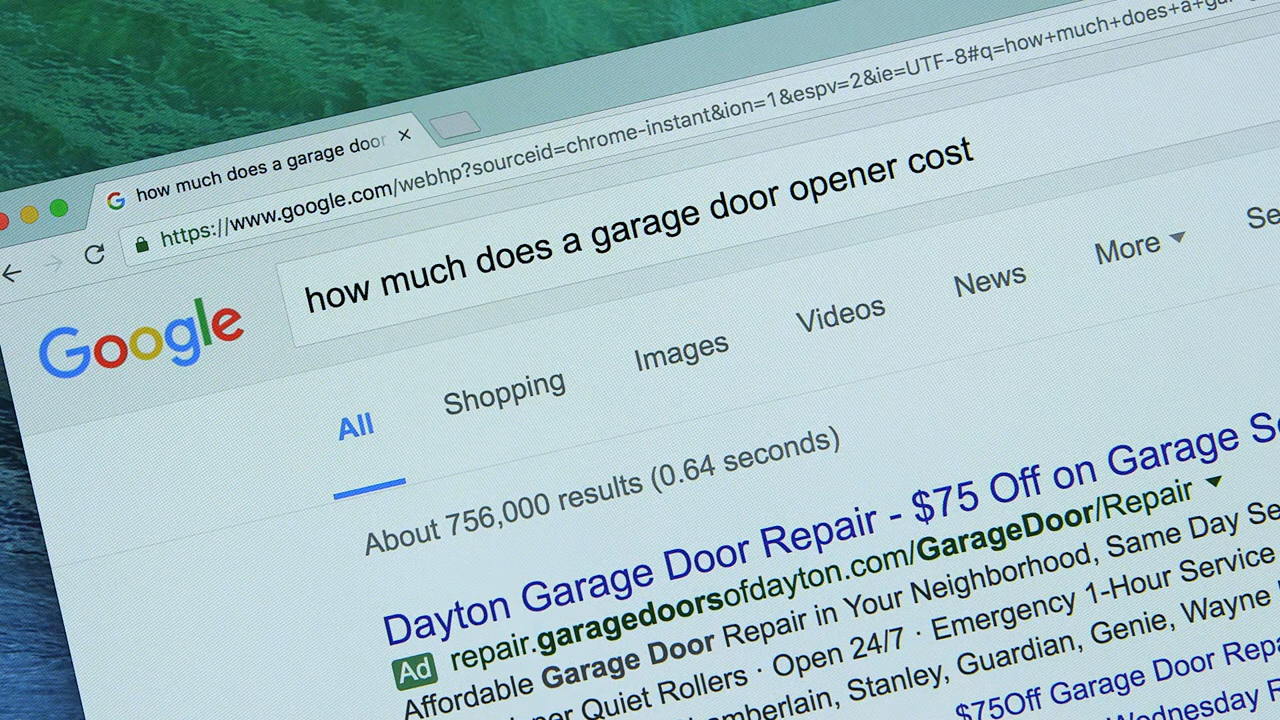 how much does a garage door
https://www.google.com/webhp?sourceid=chrome-instant&ion=1&espv=2&ie=UTF-8#q=how+much+does+a+
Google
how much does a garage door opener cost
All Shopping Images Videos News More
About 756,000 results (0.64 seconds)
Dayton Garage Door Repair - $75 Off on Garage
Ad repair.garagedoorsofdayton.com/GarageDoor/Repair
Affordable Garage Door Repair in Your Neighborhood, Same Day
Quiet Rollers · Open 24/7 · Emergency 1-Hour Service
Stanley, Guardian, Genie, Wayne
$75Off Garage Door